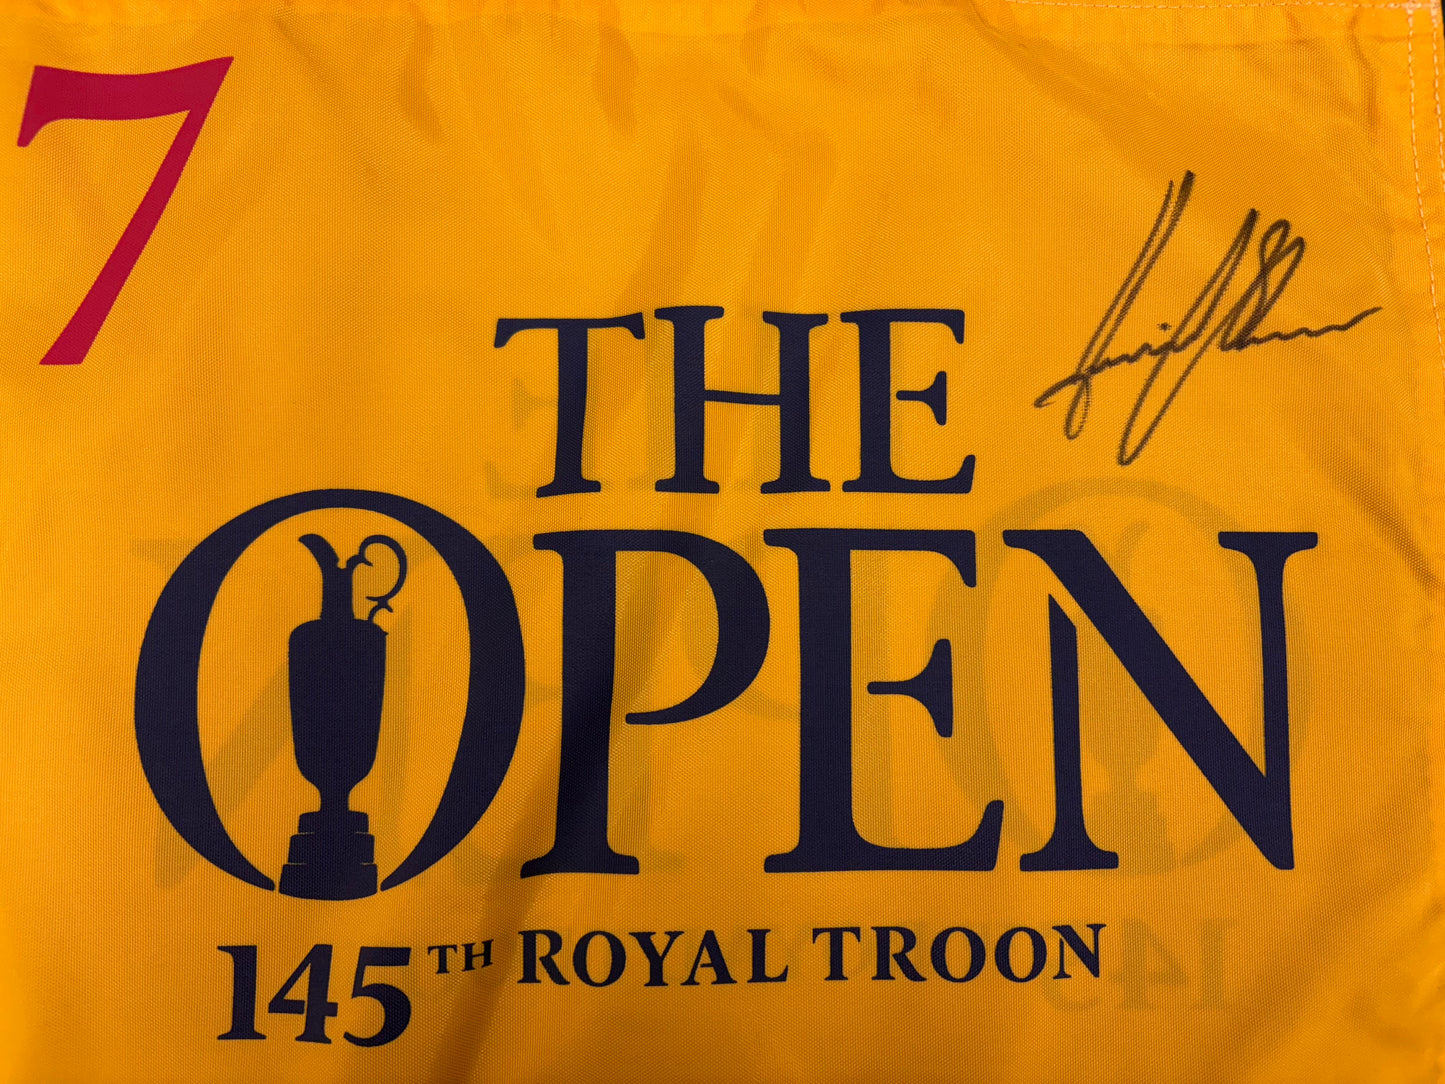 7
THE
OPEN
145TH ROYAL TROON